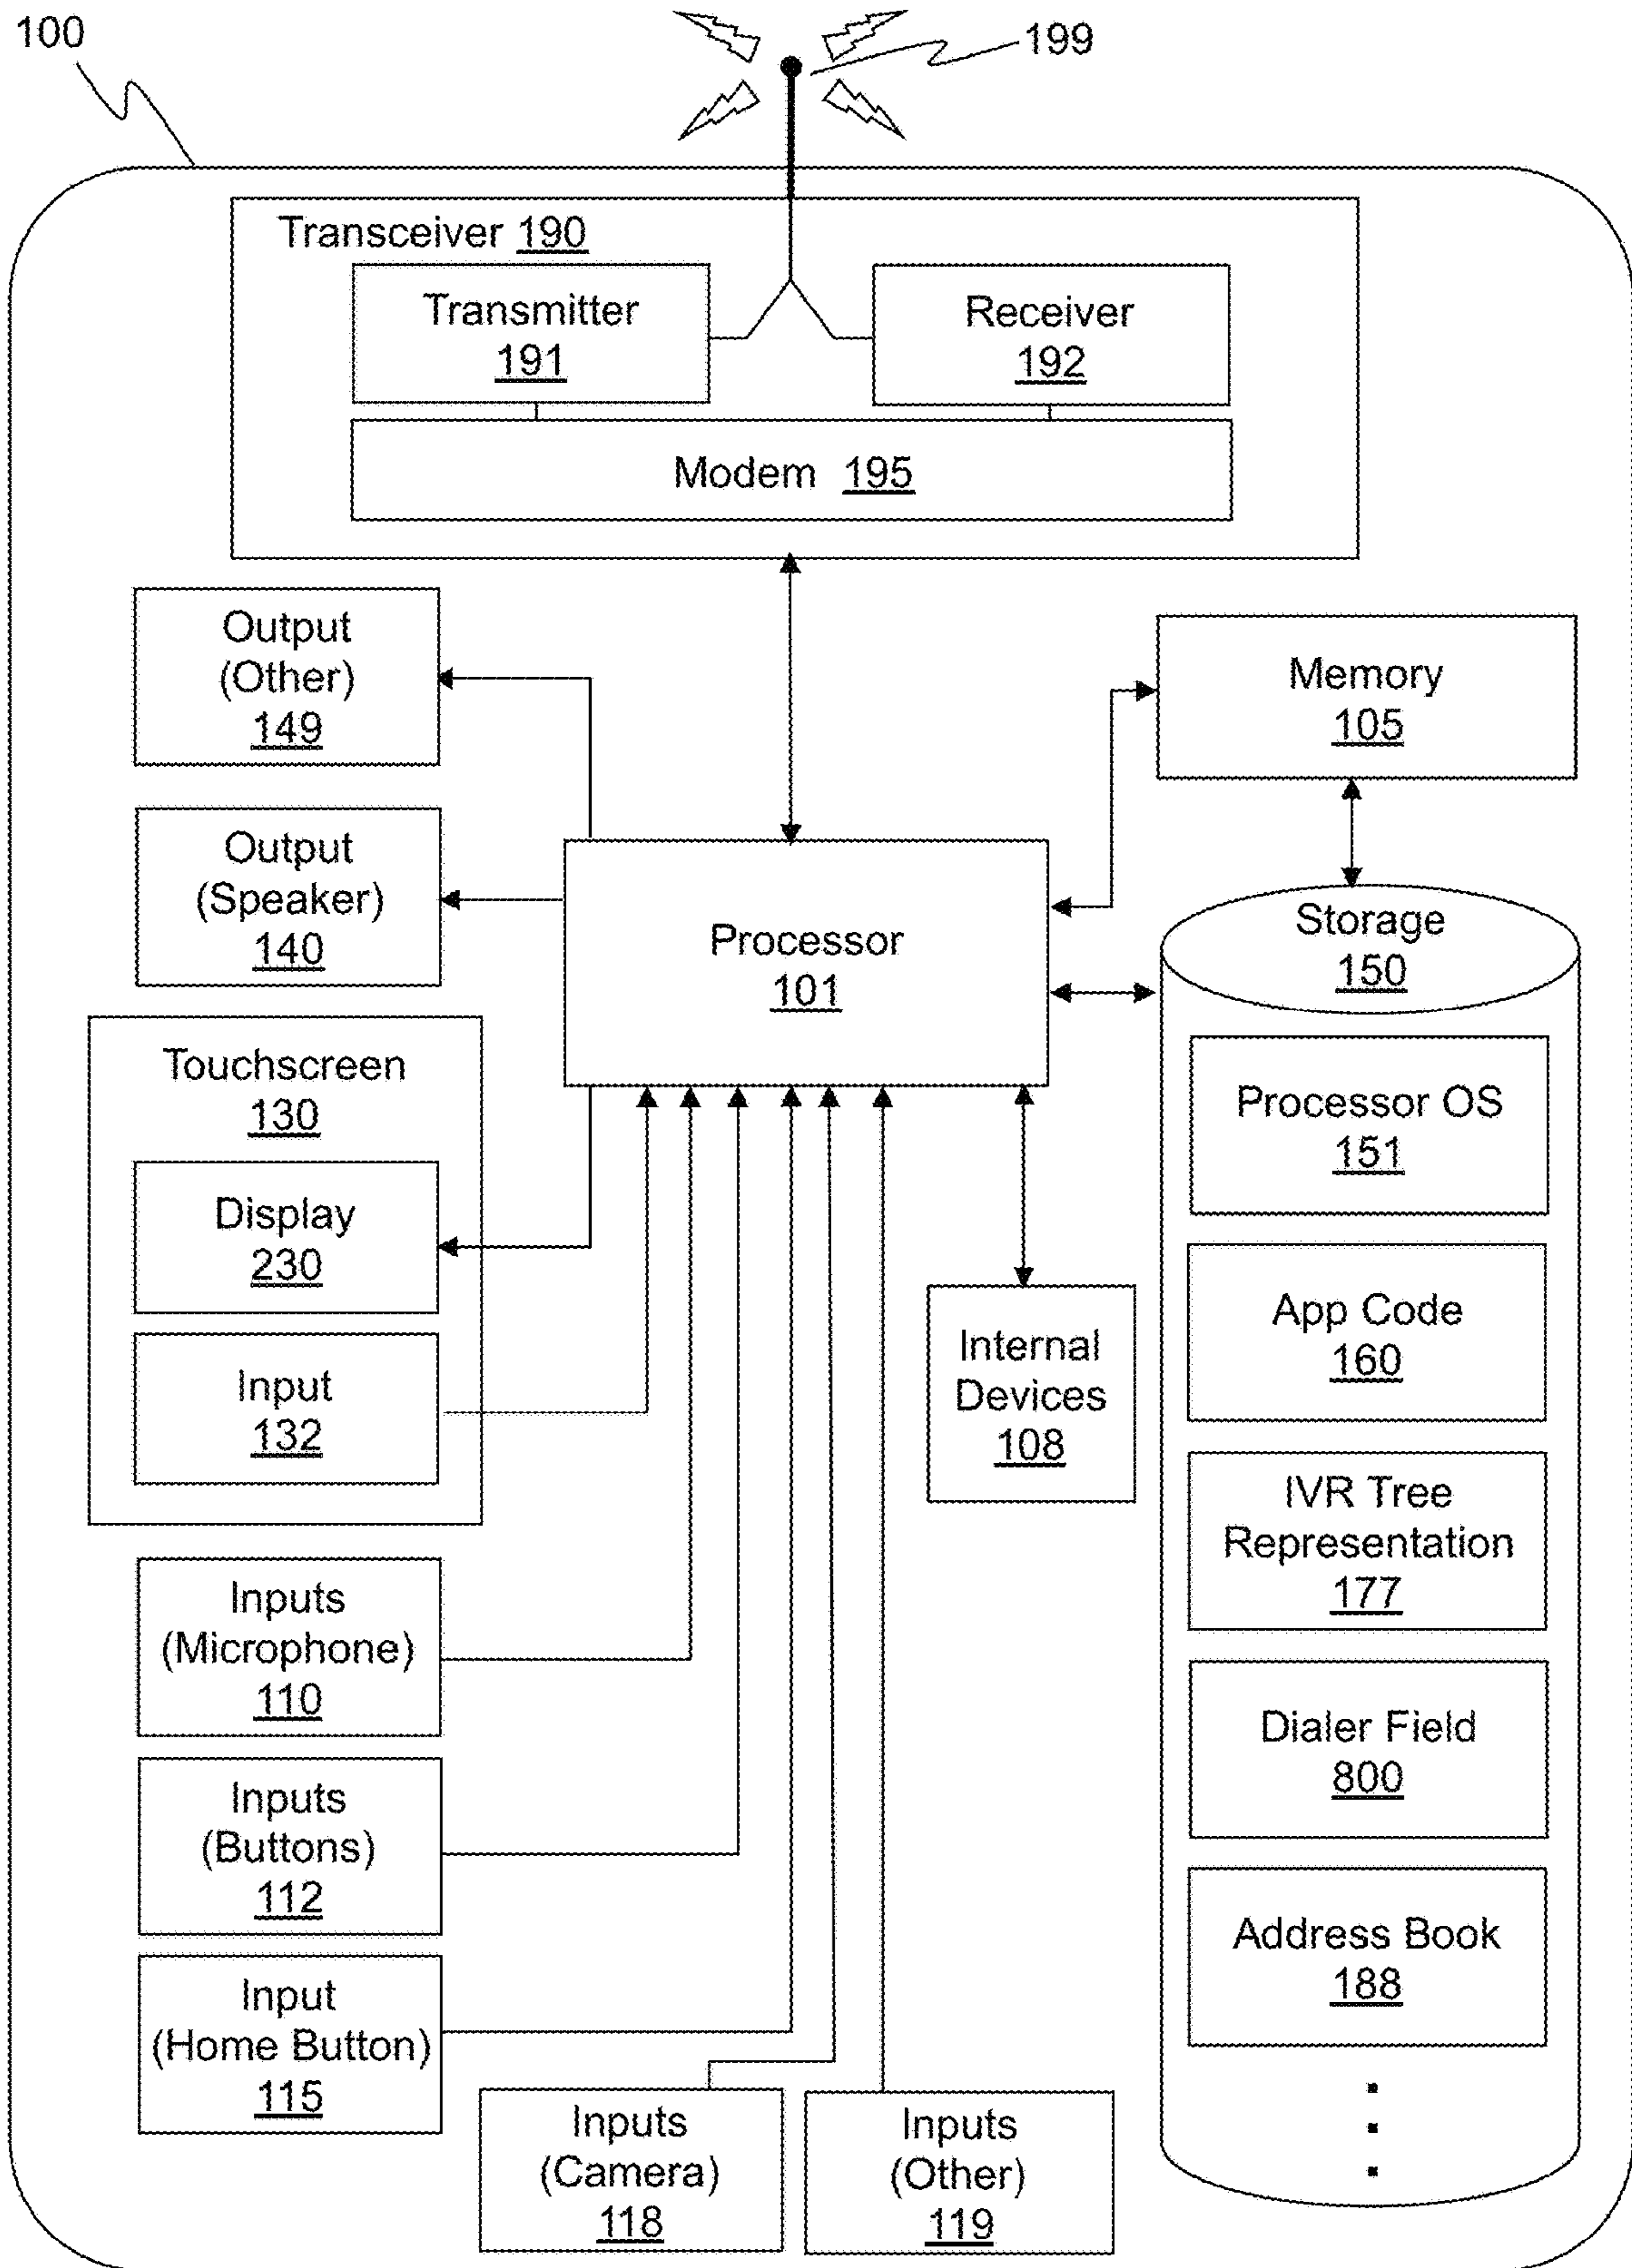 100
199
Transceiver 190
Transmitter
191
Receiver
192
Modem 195
Output
(Other)
149
Memory
105
Output
(Speaker)
140
Processor
101
Storage
150
Touchscreen
130
Display
230
Input
132
Processor OS
151
App Code
160
Internal
Devices
108
IVR Tree
Representation
177
Inputs
(Microphone)
110
Dialer Field
800
Inputs
(Buttons)
112
Address Book
188
Input
(Home Button)
115
Inputs
(Camera)
118
Inputs
(Other)
119